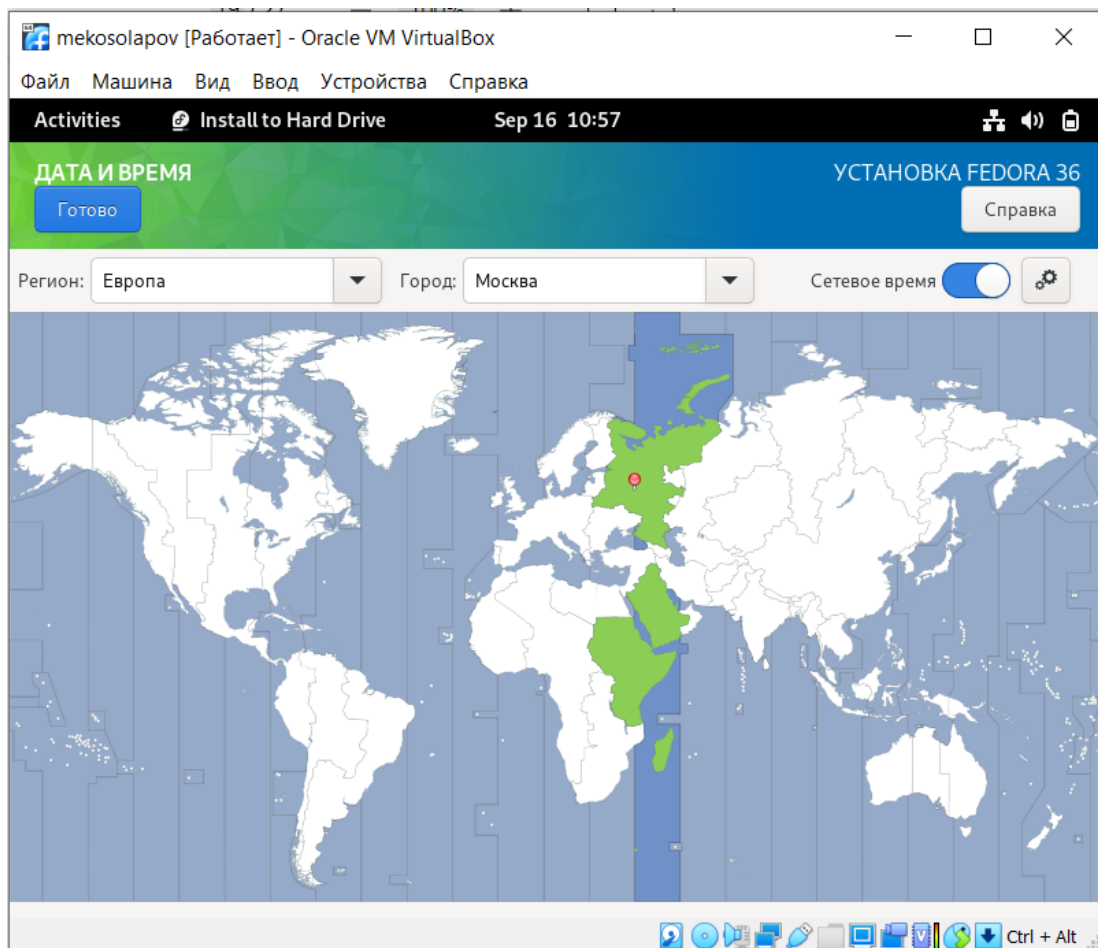 mekosolapov [Работает] - Oracle VM VirtualBox
Файл Машина Вид Ввод Устройства Справка
Activities Install to Hard Drive Sep 16 10:57
ДАТА И ВРЕМЯ УСТАНОВКА FEDORA 36
Готово Справка
Регион: Европа Город: Москва Сетевое время
Ctrl + Alt